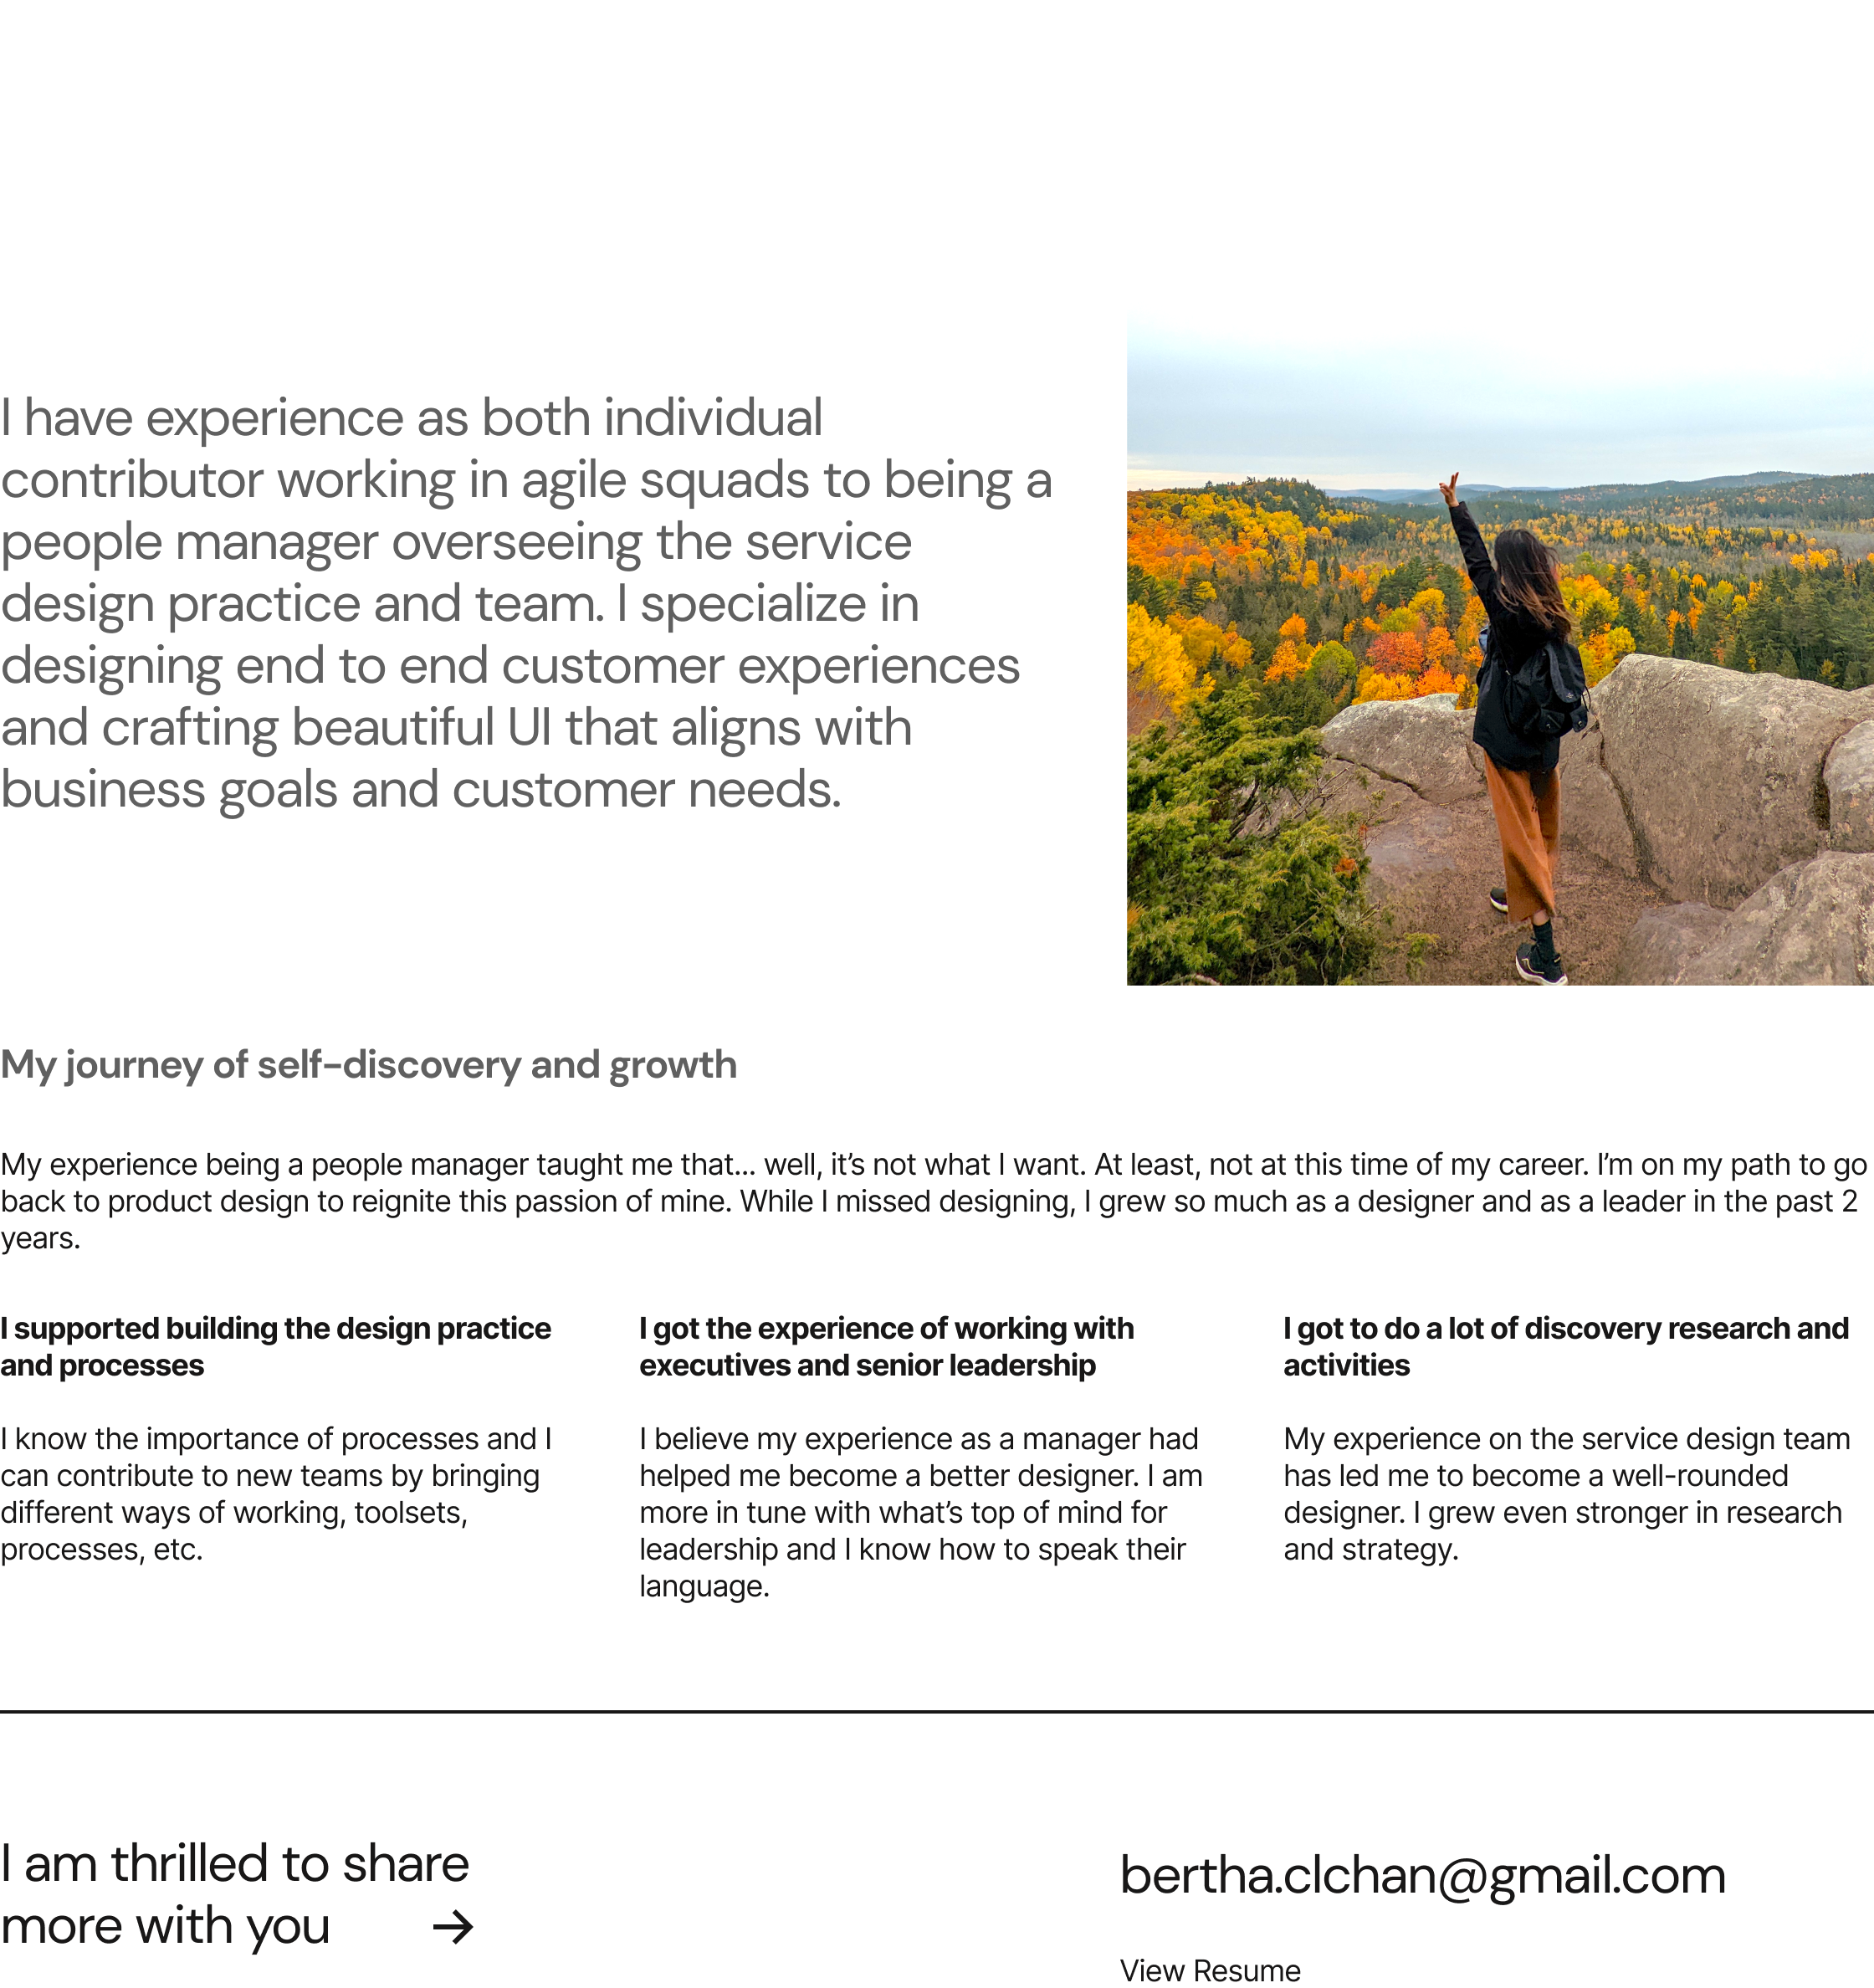 I have experience as both individual
contributor working in agile squads to being a
people manager overseeing the service
design practice and team. I specialize in
designing end to end customer experiences
and crafting beautiful UI that aligns with
business goals and customer needs.
My journey of self-discovery and growth
My experience being a people manager taught me that... well, it’s not what I want. At least, not at this time of my career. I’m on my path to go
back to product design to reignite this passion of mine. While I missed designing, I grew so much as a designer and as a leader in the past 2
years.
I supported building the design practice
and processes
I know the importance of processes and I
can contribute to new teams by bringing
different ways of working, toolsets,
processes, etc.
I got the experience of working with
executives and senior leadership
I believe my experience as a manager had
helped me become a better designer. I am
more in tune with what’s top of mind for
leadership and I know how to speak their
language.
I got to do a lot of discovery research and
activities
My experience on the service design team
has led me to become a well-rounded
designer. I grew even stronger in research
and strategy.
I am thrilled to share
more with you →
bertha.clchan@gmail.com
View Resume